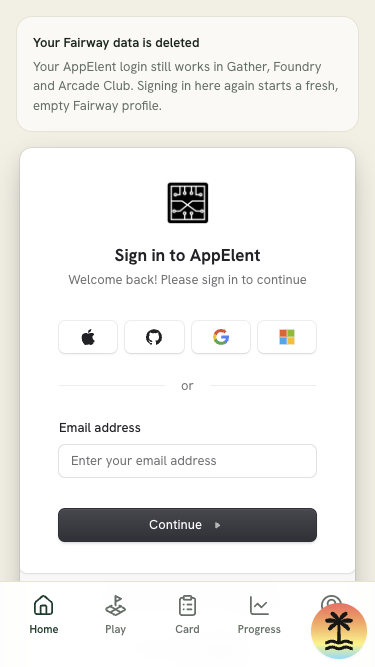 Your Fairway data is deleted
Your AppElent login still works in Gather, Foundry
and Arcade Club. Signing in here again starts a fresh,
empty Fairway profile.
Sign in to AppElent
Welcome back! Please sign in to continue
or
Email address
Enter your email address
Continue
Home
Play
Card
Progress